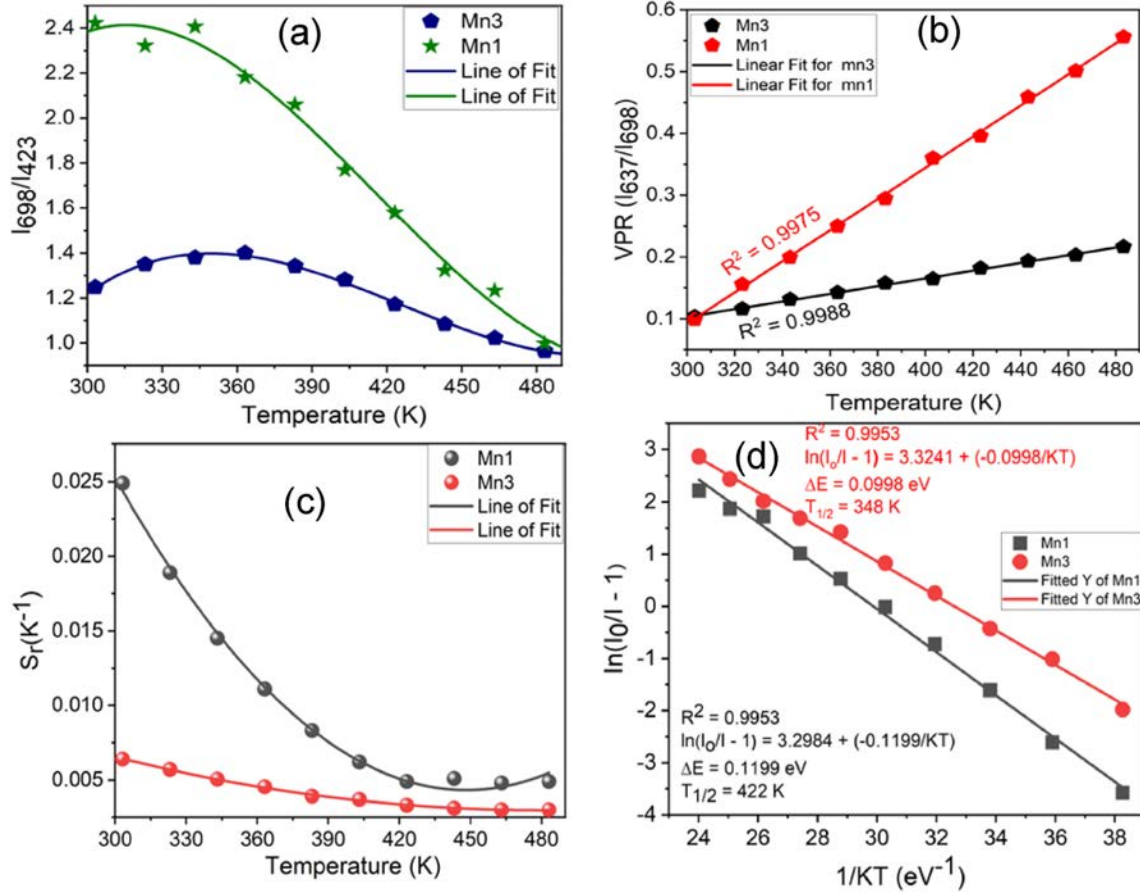 (a)
Mn3
Mn1
Line of Fit
Line of Fit
I698/I423
2.4
2.2
2.0
1.8
1.6
1.4
1.2
1.0
300 330 360 390 420 450 480
Temperature (K)
(b)
Mn3
Mn1
Linear Fit for mn3
Linear Fit for mn1
VPR (I637/I698)
0.6
0.5
0.4
0.3
0.2
0.1
R² = 0.9975
R² = 0.9988
300 320 340 360 380 400 420 440 460 480
Temperature (K)
(c)
Mn1
Mn3
Line of Fit
Line of Fit
Sr(K⁻¹)
0.025
0.020
0.015
0.010
0.005
300 330 360 390 420 450 480
Temperature (K)
(d)
R² = 0.9953
ln(Io/I - 1) = 3.3241 + (-0.0998/KT)
ΔE = 0.0998 eV
T1/2 = 348 K
Mn1
Mn3
Fitted Y of Mn1
Fitted Y of Mn3
ln(I0/I - 1)
3
2
1
0
-1
-2
-3
-4
R² = 0.9953
ln(Io/I - 1) = 3.2984 + (-0.1199/KT)
ΔE = 0.1199 eV
T1/2 = 422 K
24 26 28 30 32 34 36 38
1/KT (eV⁻¹)